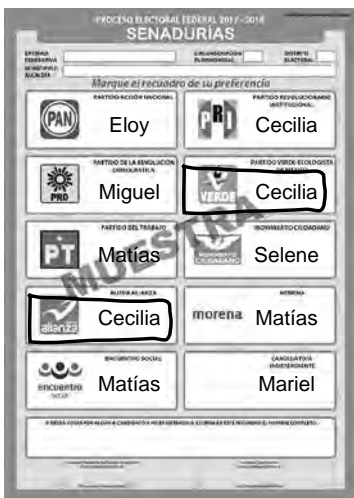 PROCESO ELECTORAL FEDERAL 2017 - 2018
SENADURÍAS
ENTIDAD FEDERATIVA
CIRCUNSCRIPCIÓN PLURINOMINAL
DISTRITO ELECTORAL
MUNICIPIO O ALCALDÍA
Marque el recuadro de su preferencia
PARTIDO ACCIÓN NACIONAL
PAN
Eloy
PARTIDO REVOLUCIONARIO INSTITUCIONAL
PRI
Cecilia
PARTIDO DE LA REVOLUCIÓN DEMOCRÁTICA
PRD
Miguel
PARTIDO VERDE ECOLOGISTA DE MÉXICO
VERDE
Cecilia
PARTIDO DEL TRABAJO
PT
Matías
MOVIMIENTO CIUDADANO
MOVIMIENTO CIUDADANO
Selene
MUESTRA
NUEVA ALIANZA
alianza
Cecilia
MORENA
morena
Matías
ENCUENTRO SOCIAL
encuentro
social
Matías
CANDIDATO/A INDEPENDIENTE
Mariel